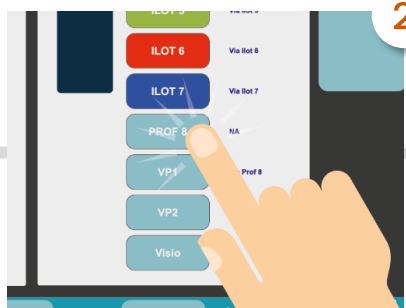 2
ILOT 6 Via Ilot 6
ILOT 7 Via Ilot 7
PROF 8 NA
VP1 Prof 8
VP2
Visio